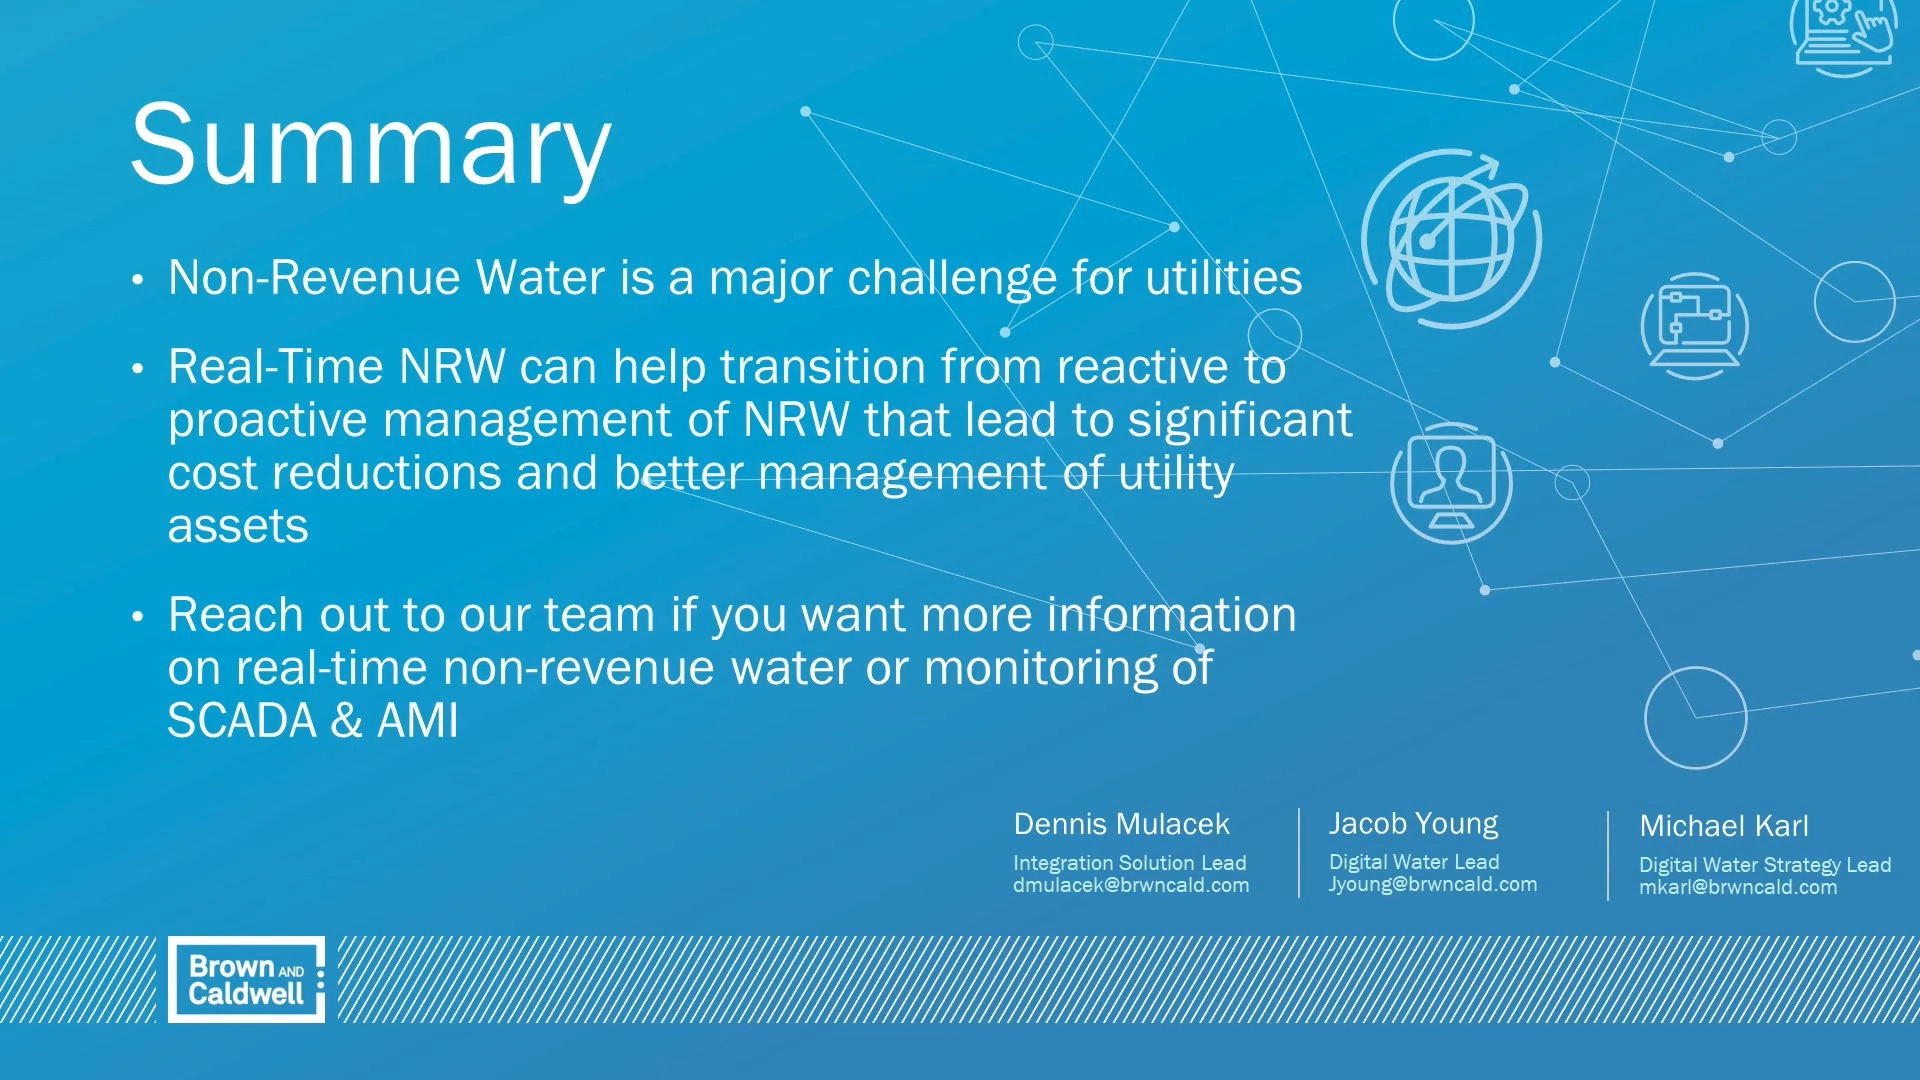 Summary
• Non-Revenue Water is a major challenge for utilities
• Real-Time NRW can help transition from reactive to
proactive management of NRW that lead to significant
cost reductions and better management of utility
assets
• Reach out to our team if you want more information
on real-time non-revenue water or monitoring of
SCADA & AMI
Dennis Mulacek
Integration Solution Lead
dmulacek@brwncald.com
Jacob Young
Digital Water Lead
Jyoung@brwncald.com
Michael Karl
Digital Water Strategy Lead
mkarl@brwncald.com
Brown AND
Caldwell